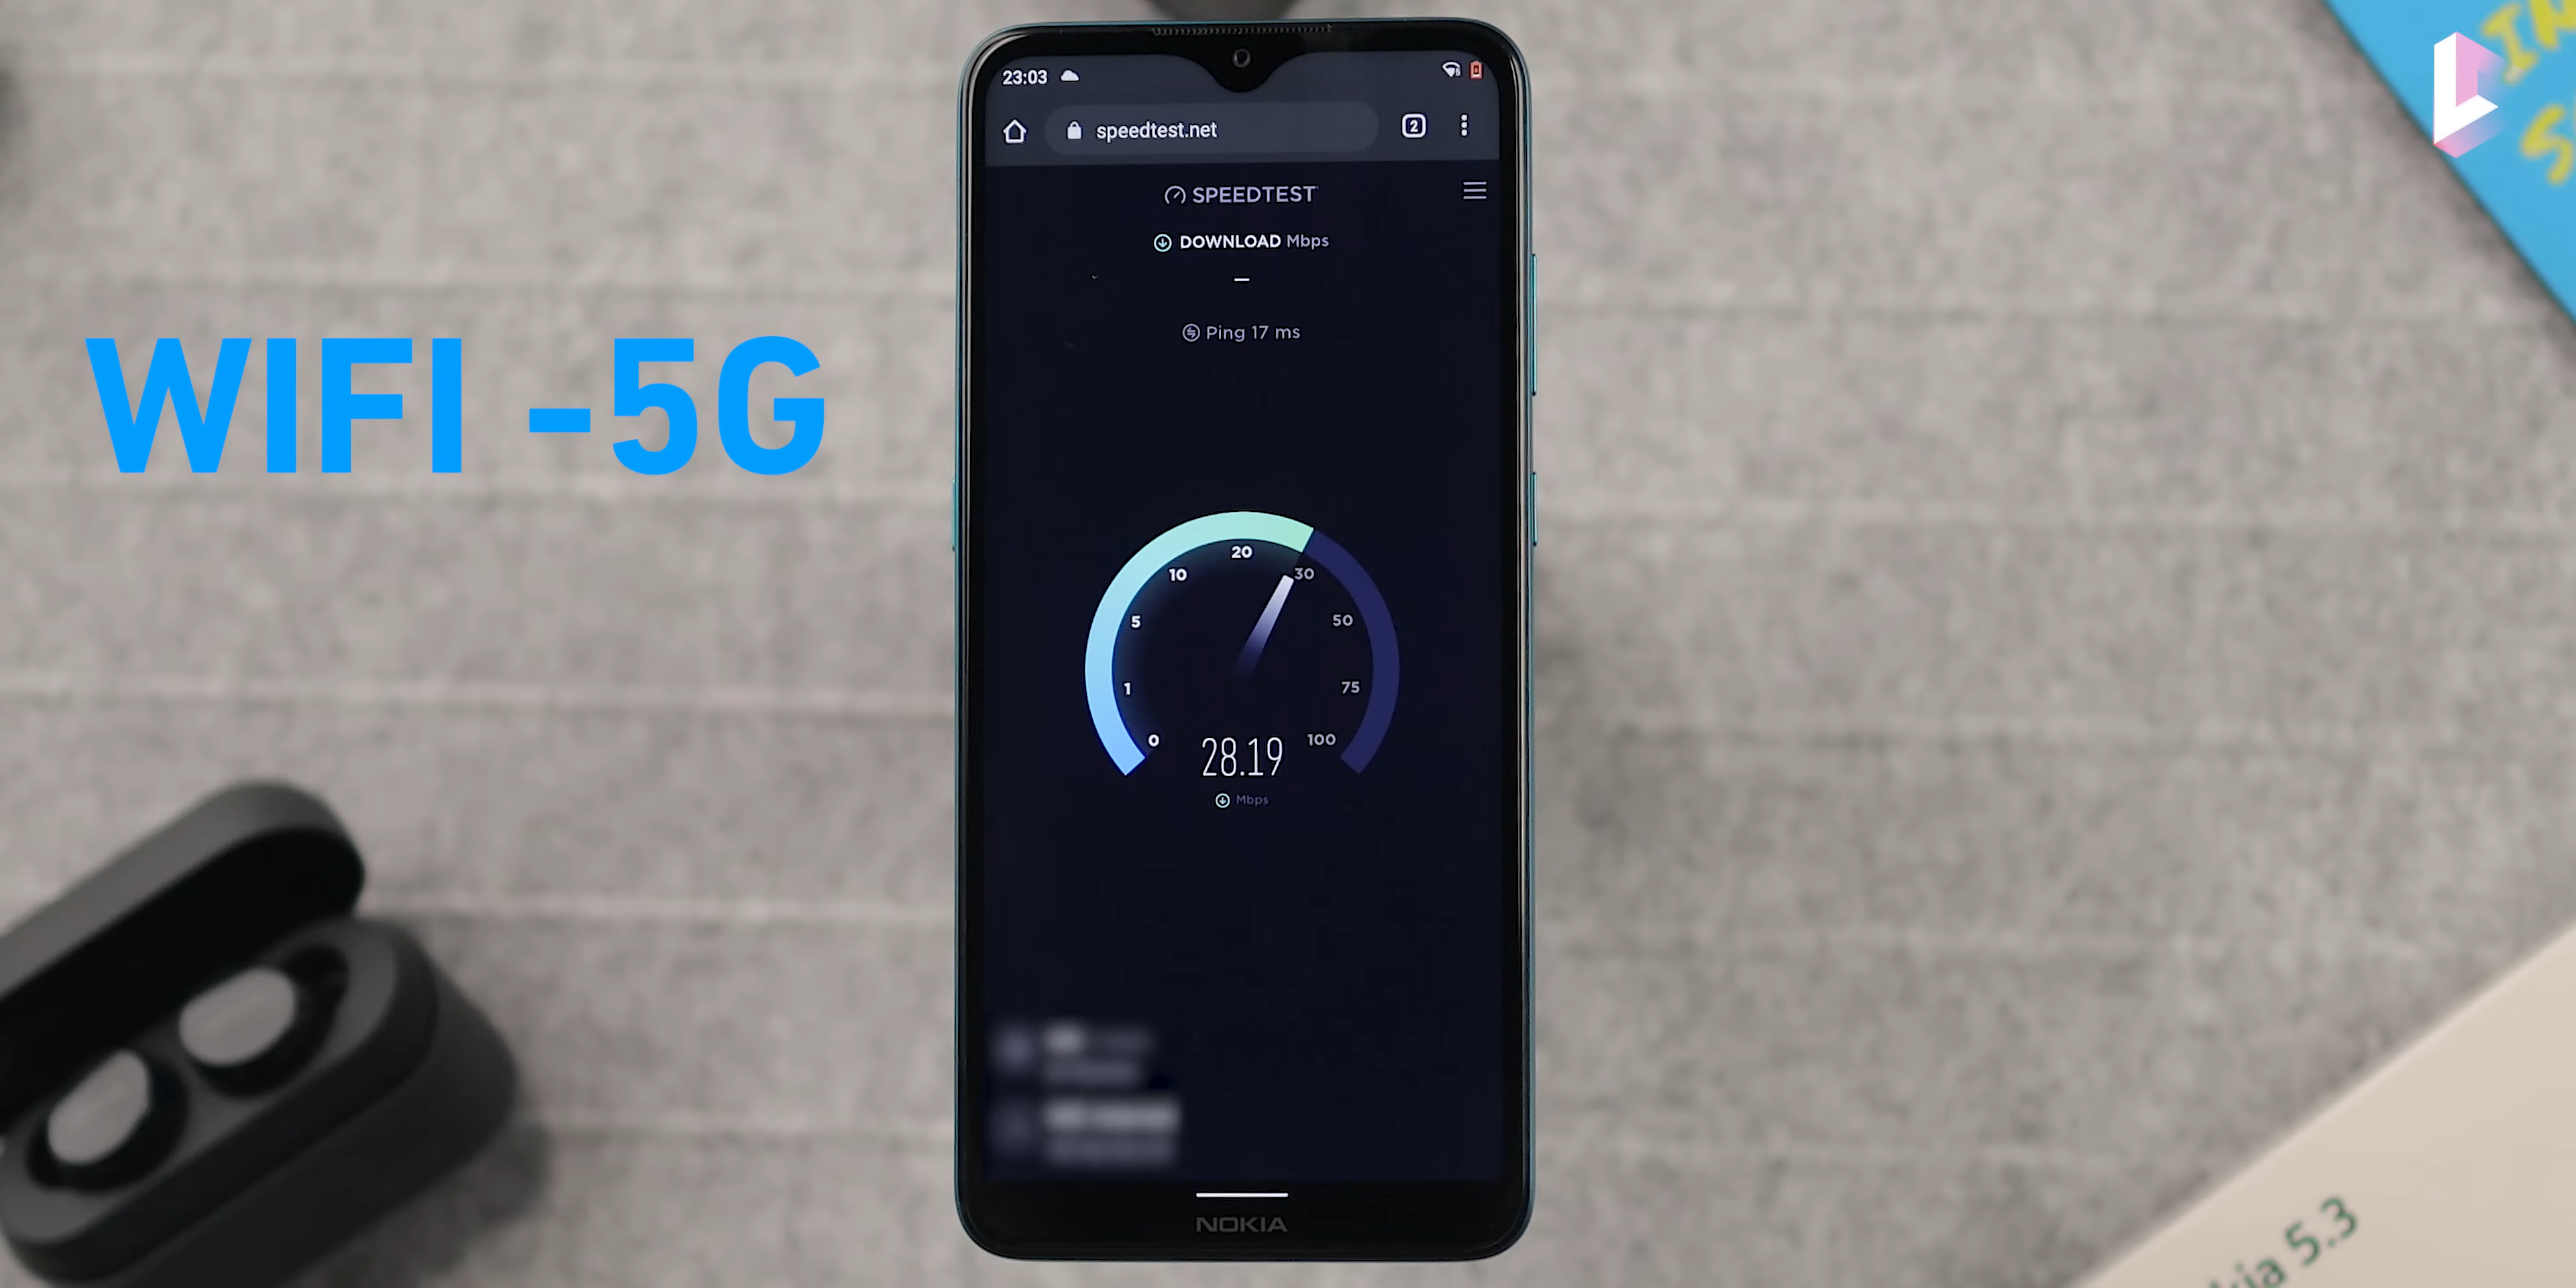 23:03
speedtest.net
2
SPEEDTEST
DOWNLOAD Mbps
–
Ping 17 ms
WIFI -5G
0
1
5
10
20
30
50
75
100
28.19
Mbps
NOKIA
kia 5.3